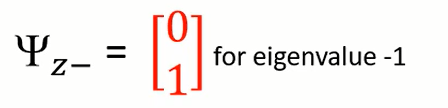 Ψz− = [0 1] for eigenvalue -1